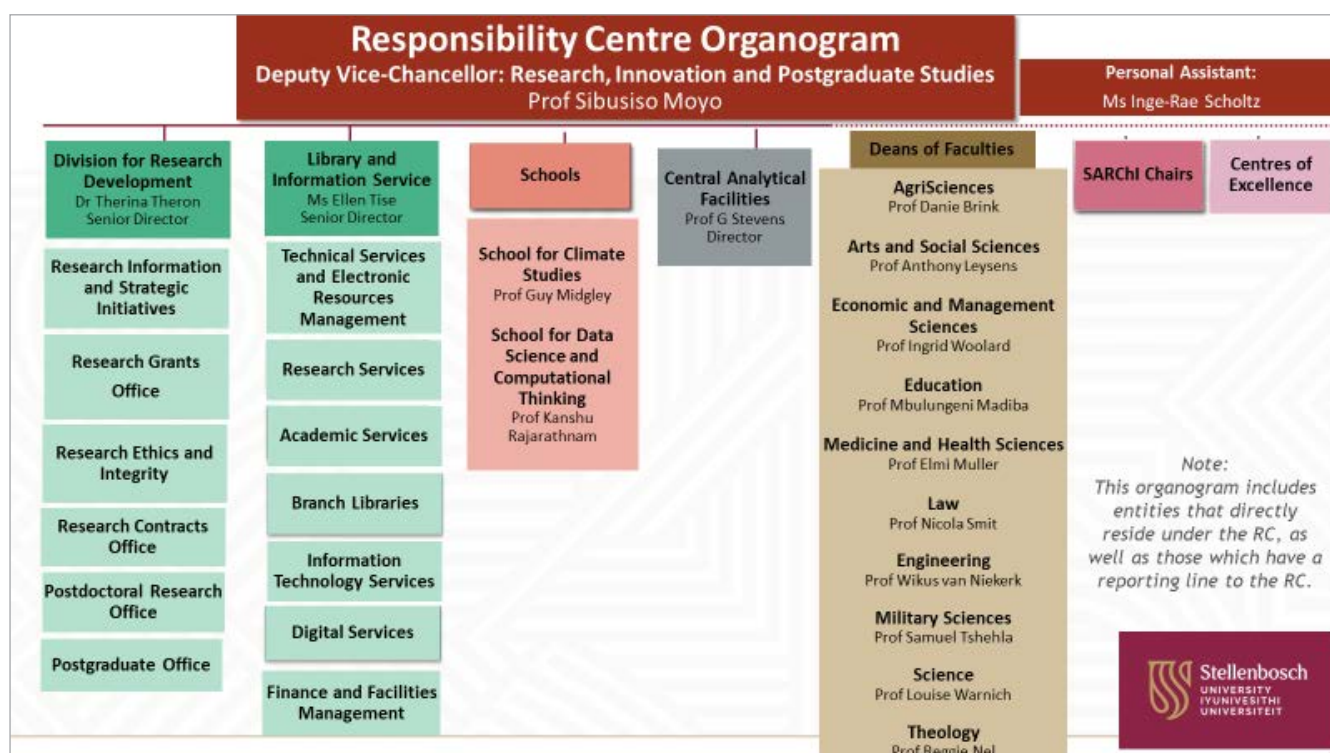 Responsibility Centre Organogram
Deputy Vice-Chancellor: Research, Innovation and Postgraduate Studies
Prof Sibusiso Moyo
Personal Assistant:
Ms Inge-Rae Scholtz
Division for Research
Development
Dr Therina Theron
Senior Director
Research Information
and Strategic
Initiatives
Research Grants
Office
Research Ethics and
Integrity
Research Contracts
Office
Postdoctoral Research
Office
Postgraduate Office
Library and
Information Service
Ms Ellen Tise
Senior Director
Technical Services
and Electronic
Resources
Management
Research Services
Academic Services
Branch Libraries
Information
Technology Services
Digital Services
Finance and Facilities
Management
Schools
School for Climate
Studies
Prof Guy Midgley
School for Data
Science and
Computational
Thinking
Prof Kanshu
Rajarathnam
Central Analytical
Facilities
Prof G Stevens
Director
Deans of Faculties
AgriSciences
Prof Danie Brink
Arts and Social Sciences
Prof Anthony Leysens
Economic and Management
Sciences
Prof Ingrid Woolard
Education
Prof Mbulungeni Madiba
Medicine and Health Sciences
Prof Elmi Muller
Law
Prof Nicola Smit
Engineering
Prof Wikus van Niekerk
Military Sciences
Prof Samuel Tshehla
Science
Prof Louise Warnich
Theology
Prof Reggie Nel
SARChI Chairs
Centres of
Excellence
Note:
This organogram includes
entities that directly
reside under the RC, as
well as those which have a
reporting line to the RC.
Stellenbosch
UNIVERSITY
IYUNIVESITHI
UNIVERSITEIT